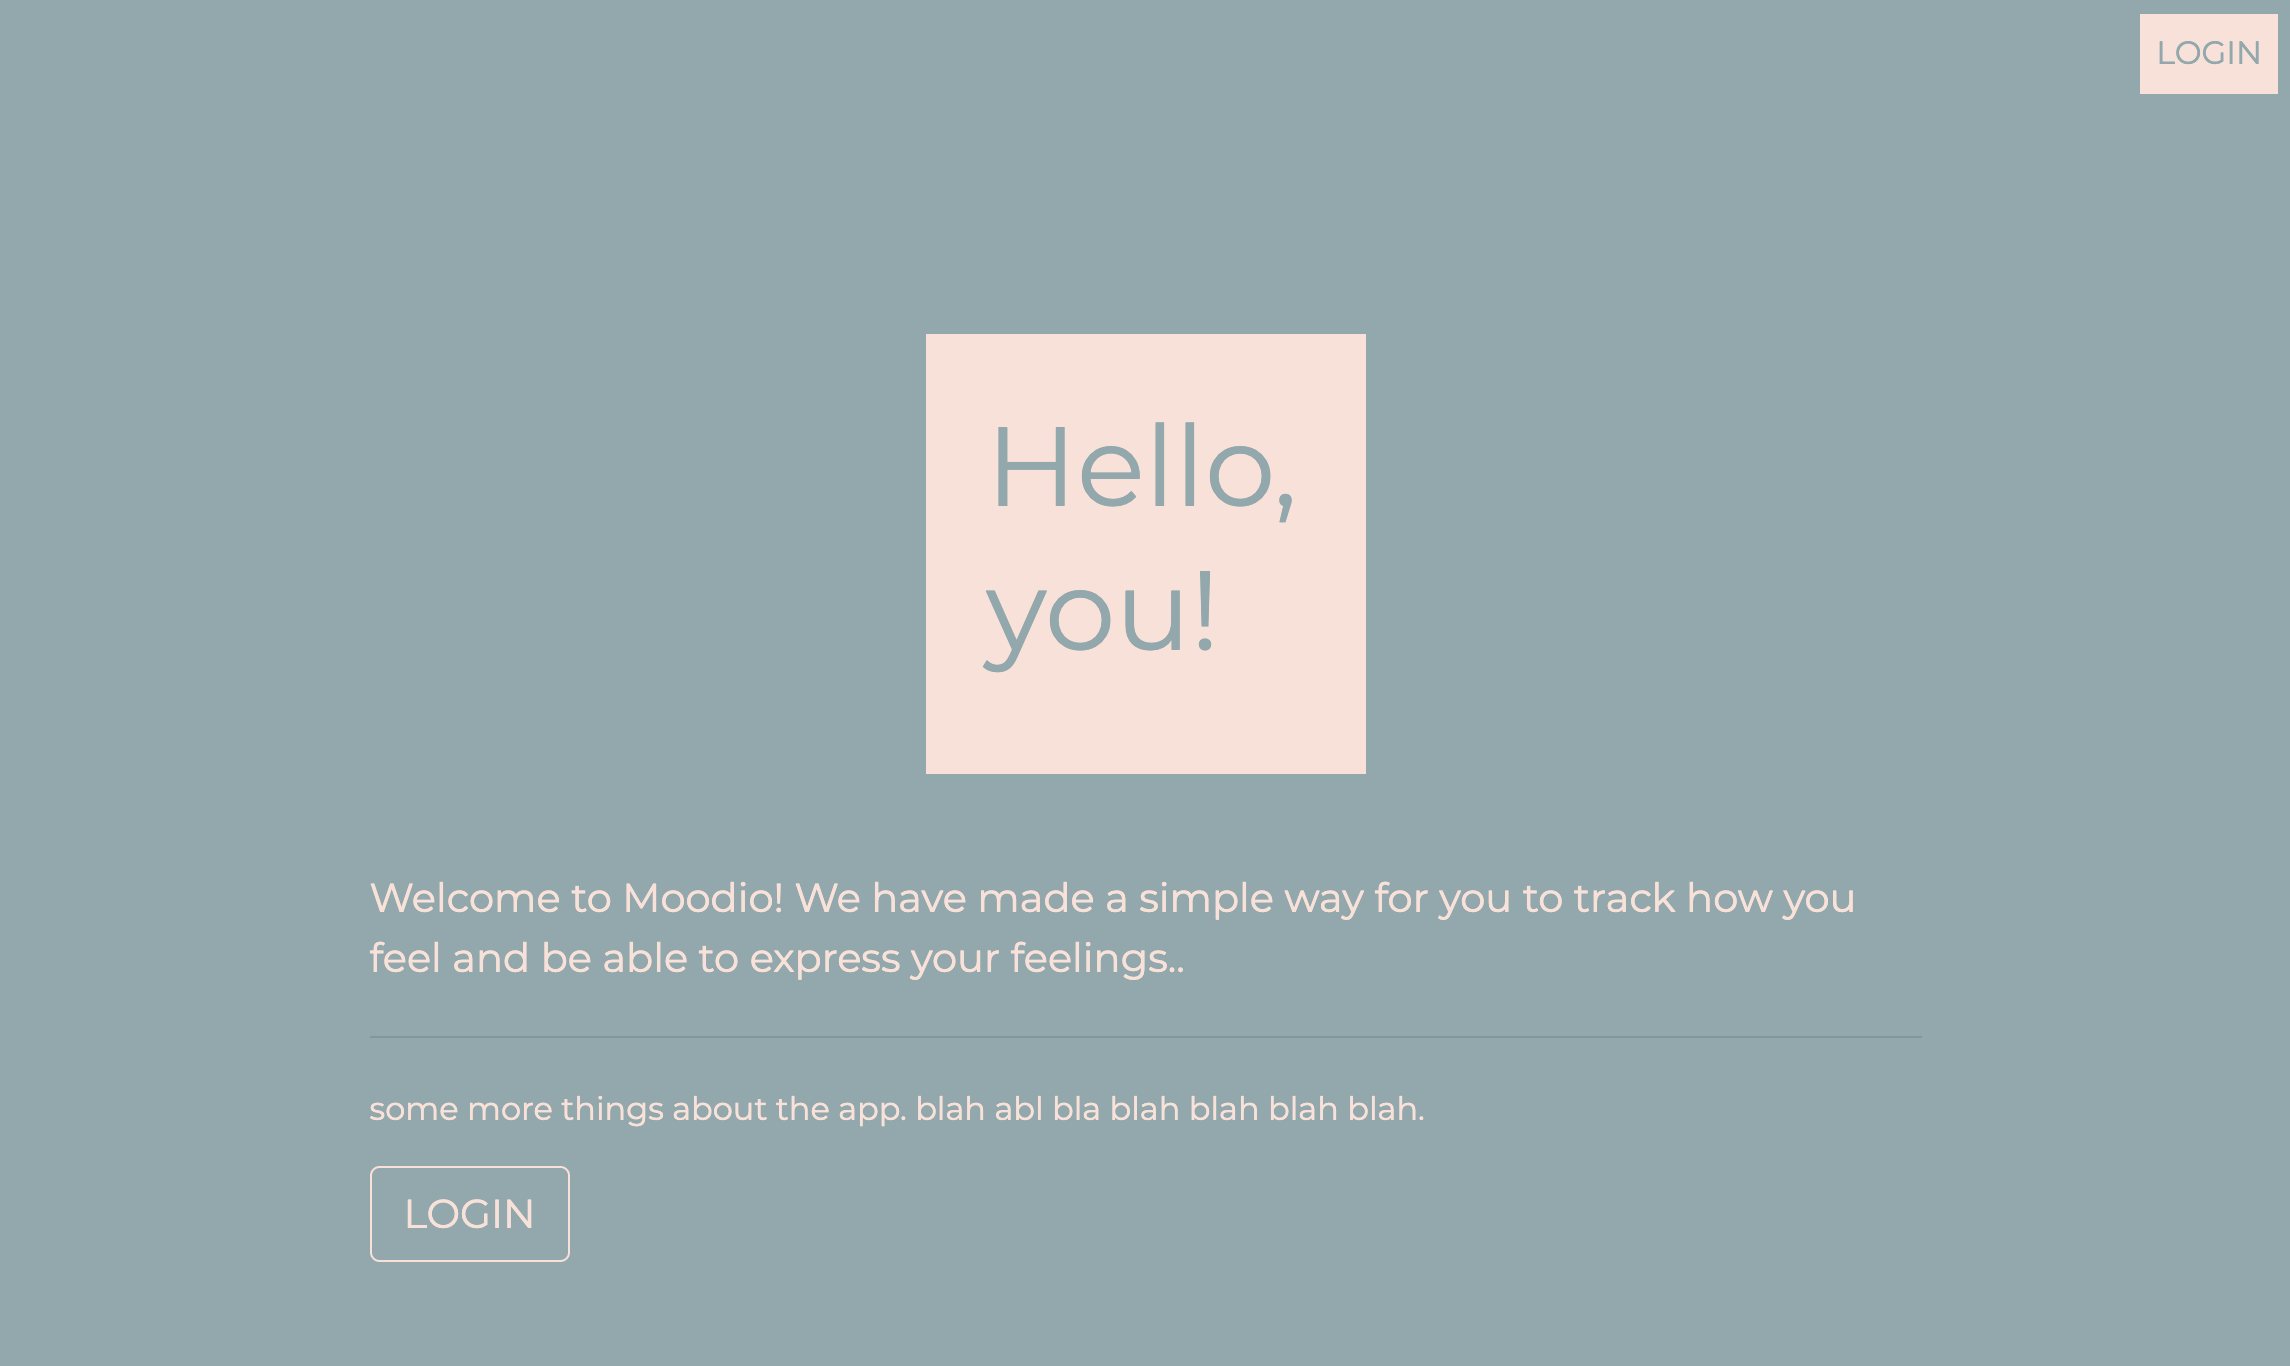 LOGIN
Hello,
you!
Welcome to Moodio! We have made a simple way for you to track how you
feel and be able to express your feelings..
some more things about the app. blah abl bla blah blah blah blah.
LOGIN